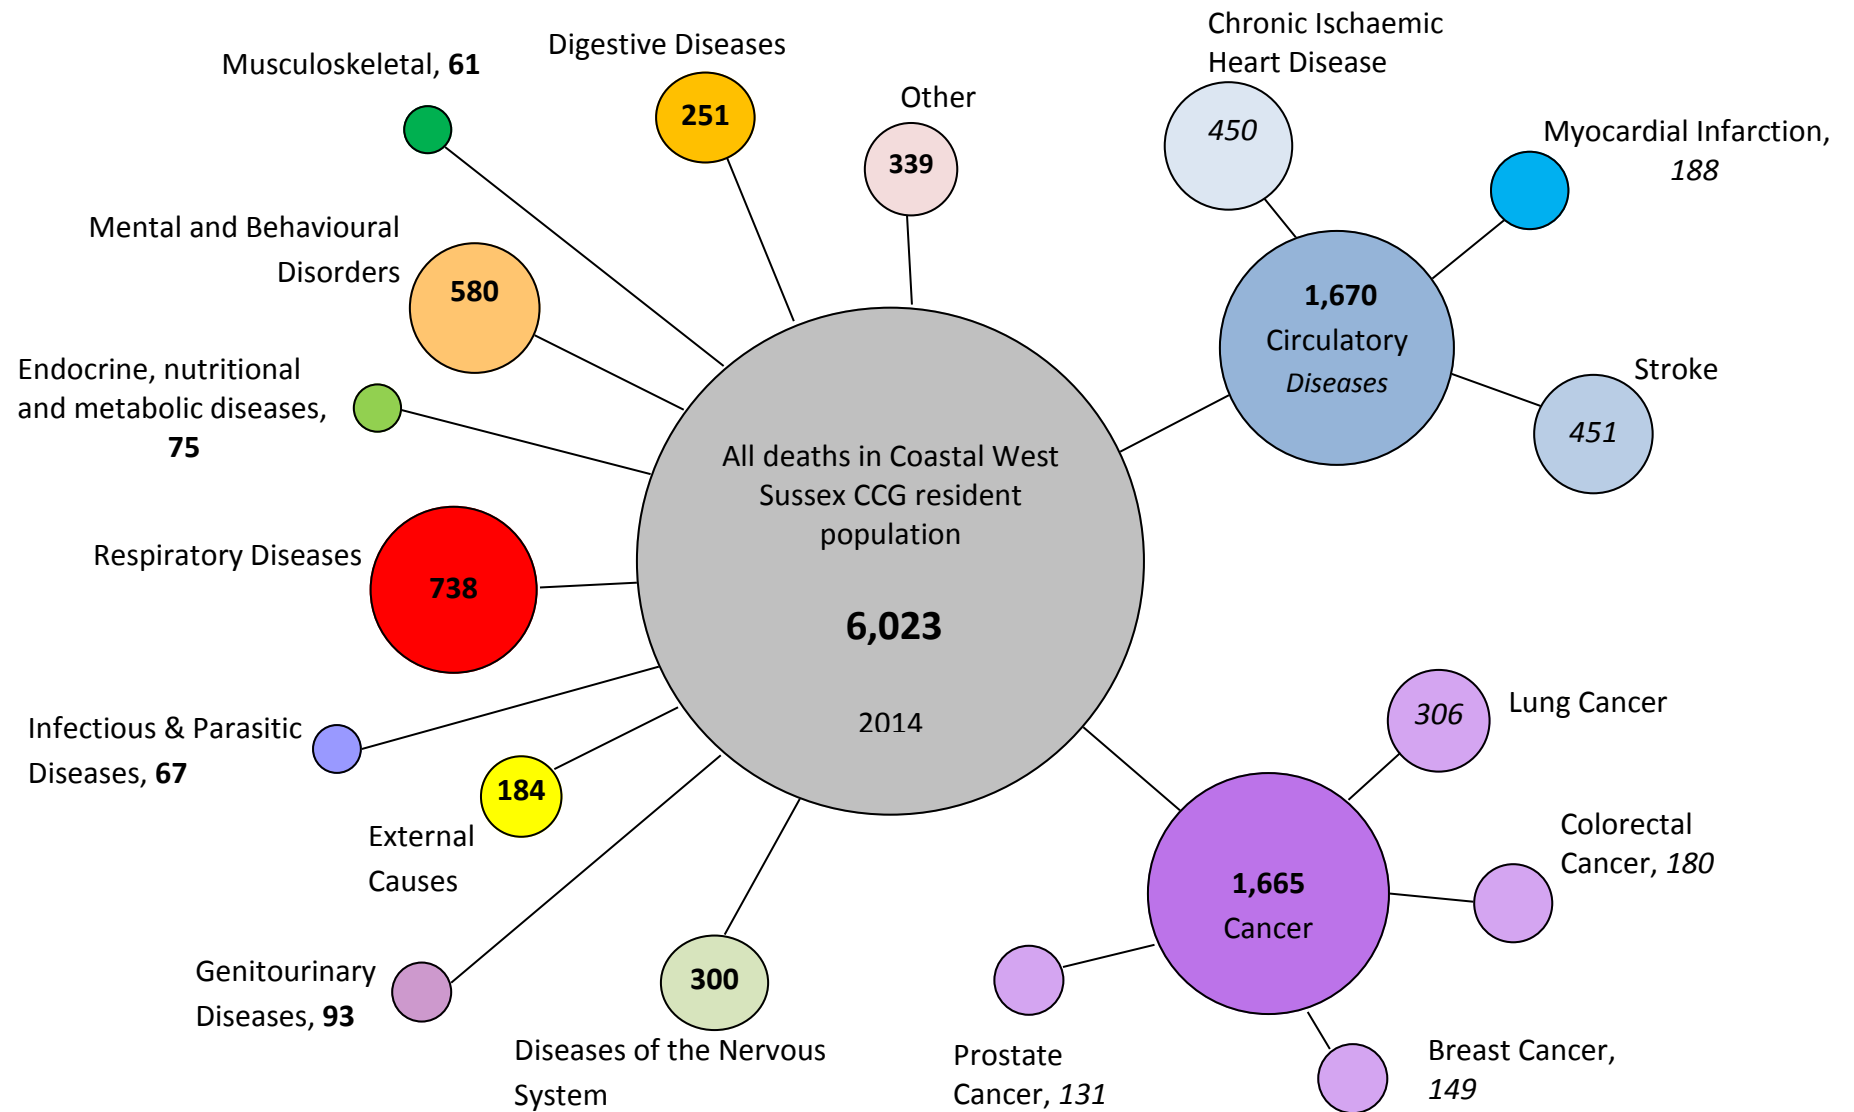 Chronic Ischaemic
Heart Disease
450
Digestive Diseases
251
Musculoskeletal, 61
Other
339
Myocardial Infarction,
188
Mental and Behavioural
Disorders
580
1,670
Circulatory
Diseases
Stroke
451
Endocrine, nutritional
and metabolic diseases,
75
All deaths in Coastal West
Sussex CCG resident
population
6,023
2014
Respiratory Diseases
738
Infectious & Parasitic
Diseases, 67
184
External
Causes
Lung Cancer
306
Colorectal
Cancer, 180
1,665
Cancer
Genitourinary
Diseases, 93
300
Diseases of the Nervous
System
Prostate
Cancer, 131
Breast Cancer,
149